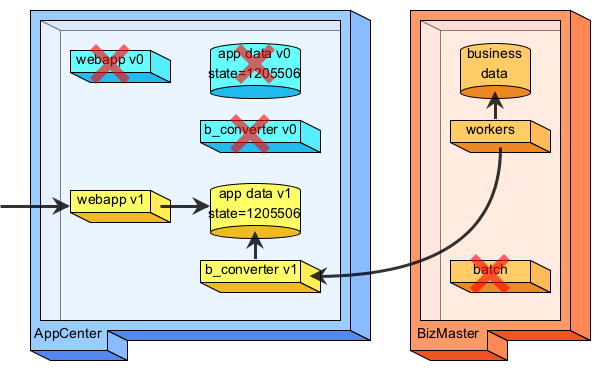 webapp v0
app data v0
state=1205506
b_converter v0
webapp v1
app data v1
state=1205506
b_converter v1
AppCenter
business
data
workers
batch
BizMaster